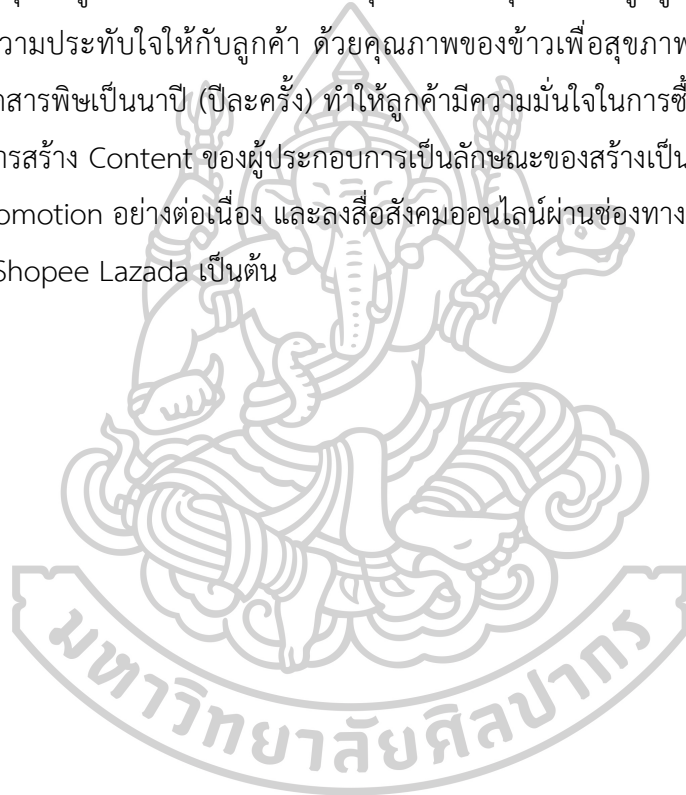 วามประทับใจให้กับลูกค้า ด้วยคุณภาพของข้าวเพื่อสุขภาพ
าสารพิษเป็นนาปี (ปีละครั้ง) ทำให้ลูกค้ามีความมั่นใจในการซื้
ารสร้าง Content ของผู้ประกอบการเป็นลักษณะของสร้างเป็น
omotion อย่างต่อเนื่อง และลงสื่อสังคมออนไลน์ผ่านช่องทาง
Shopee Lazada เป็นต้น
มหาวิทยาลัยศิลปากร